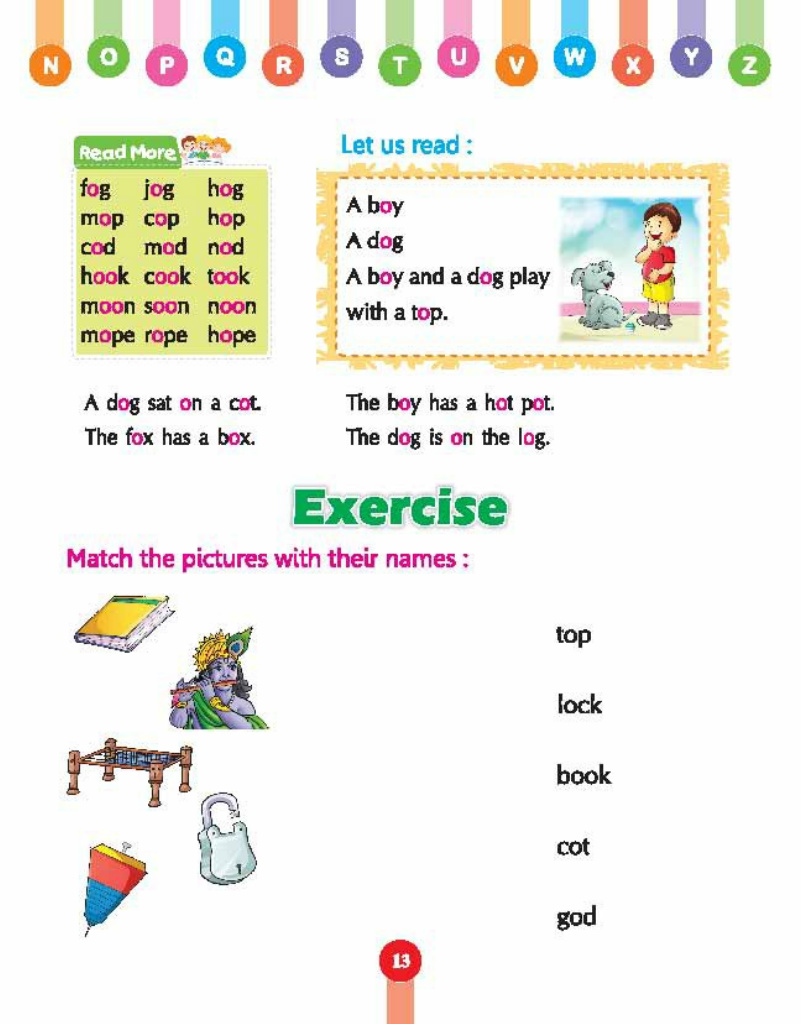 N O P Q R S T U V W X Y Z
Read More
fog jog hog
mop cop hop
cod mod nod
hook cook took
moon soon noon
mope rope hope
Let us read :
A boy
A dog
A boy and a dog play
with a top.
A dog sat on a cot.
The fox has a box.
The boy has a hot pot.
The dog is on the log.
Exercise
Match the pictures with their names :
top
lock
book
cot
god
13